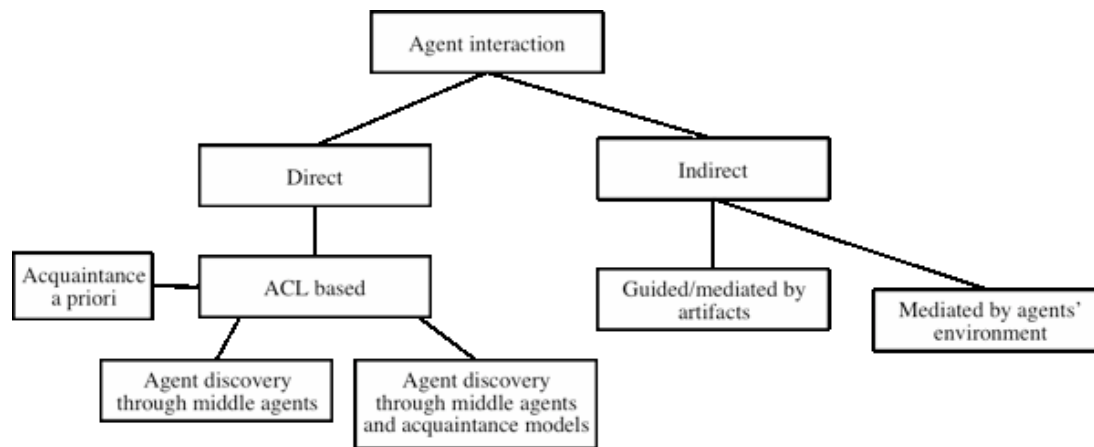 Agent interaction
Direct
Indirect
Acquaintance
a priori
ACL based
Guided/mediated by
artifacts
Mediated by agents'
environment
Agent discovery
through middle agents
Agent discovery
through middle agents
and acquaintance models